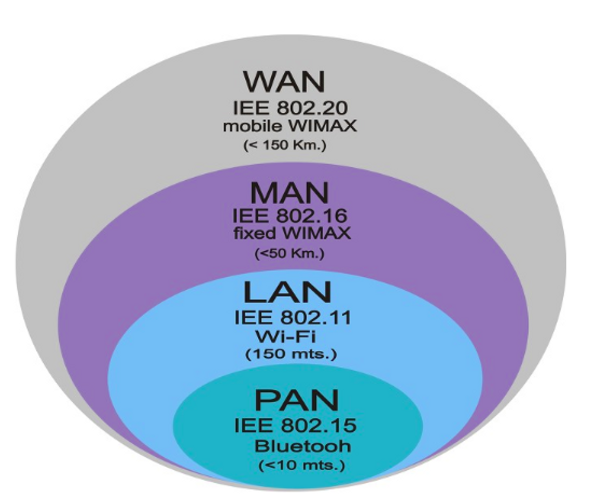 WAN
IEE 802.20
mobile WIMAX
(< 150 Km.)
MAN
IEE 802.16
fixed WIMAX
(<50 Km.)
LAN
IEE 802.11
Wi-Fi
(150 mts.)
PAN
IEE 802.15
Bluetooh
(<10 mts.)